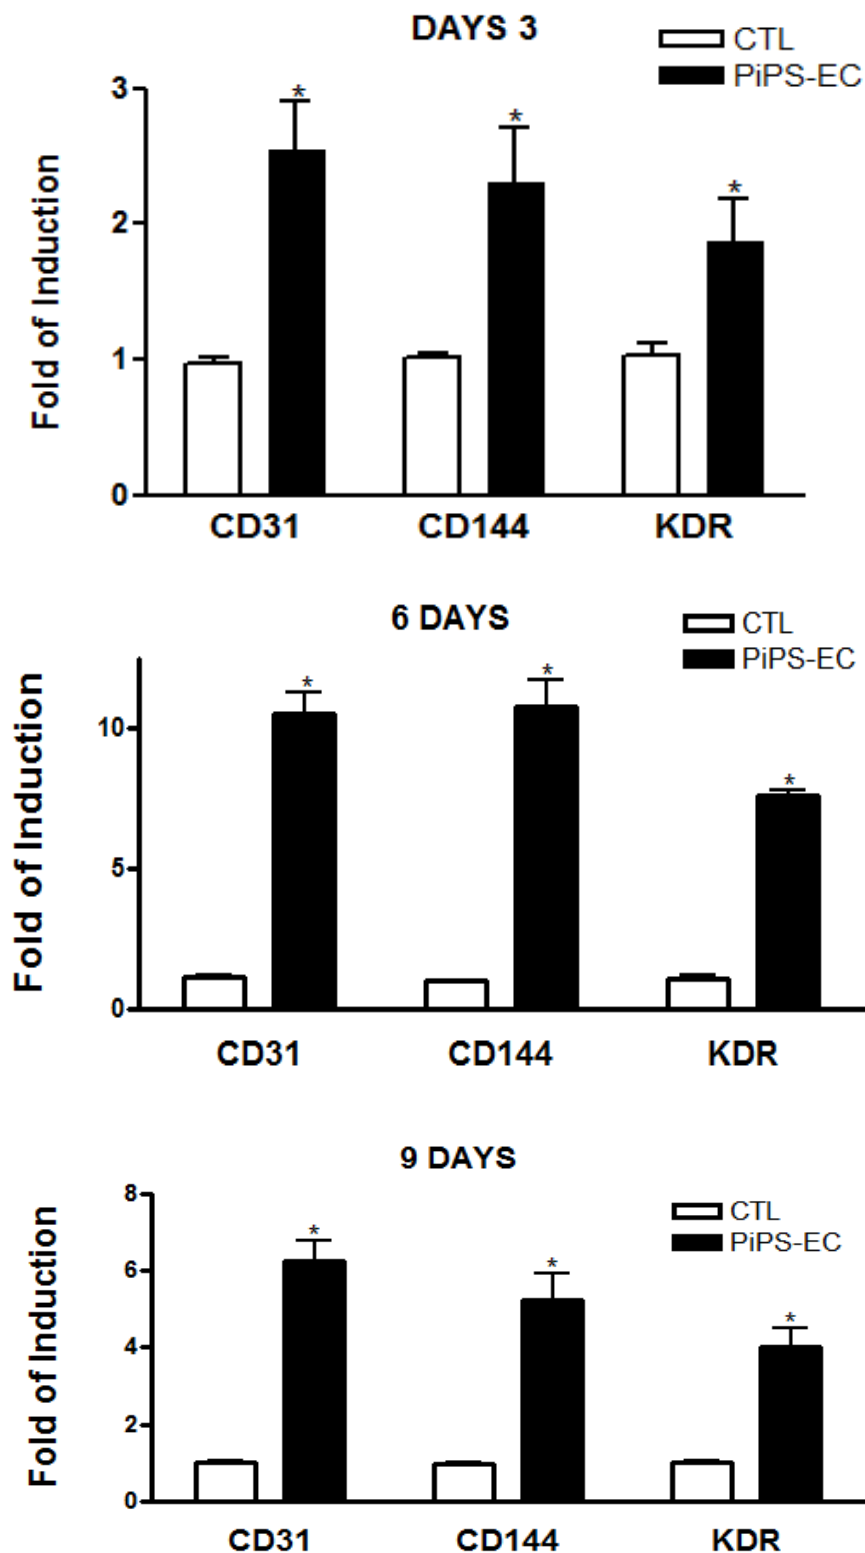 DAYS 3
CTL
PiPS-EC
Fold of Induction
3
*
*
2
*
1
0
CD31 CD144 KDR
6 DAYS
CTL
PiPS-EC
Fold of Induction
*
*
10
*
5
0
CD31 CD144 KDR
9 DAYS
CTL
PiPS-EC
Fold of Induction
8
*
*
6
*
4
2
0
CD31 CD144 KDR